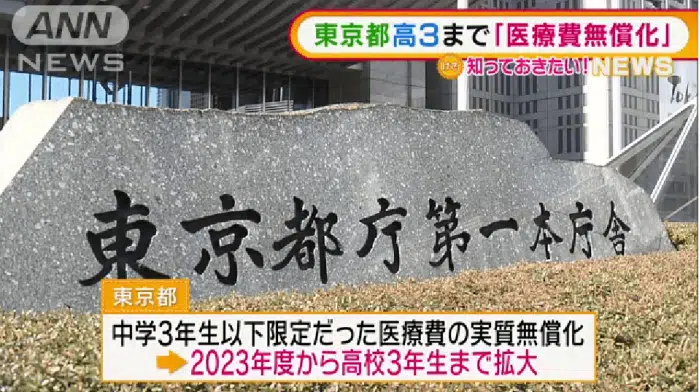 ANN
NEWS
東京都高3まで「医療費無償化」
知っておきたい!NEWS
東京都庁第一本庁舎
東京都
中学3年生以下限定だった医療費の実質無償化
2023年度から高校3年生まで拡大